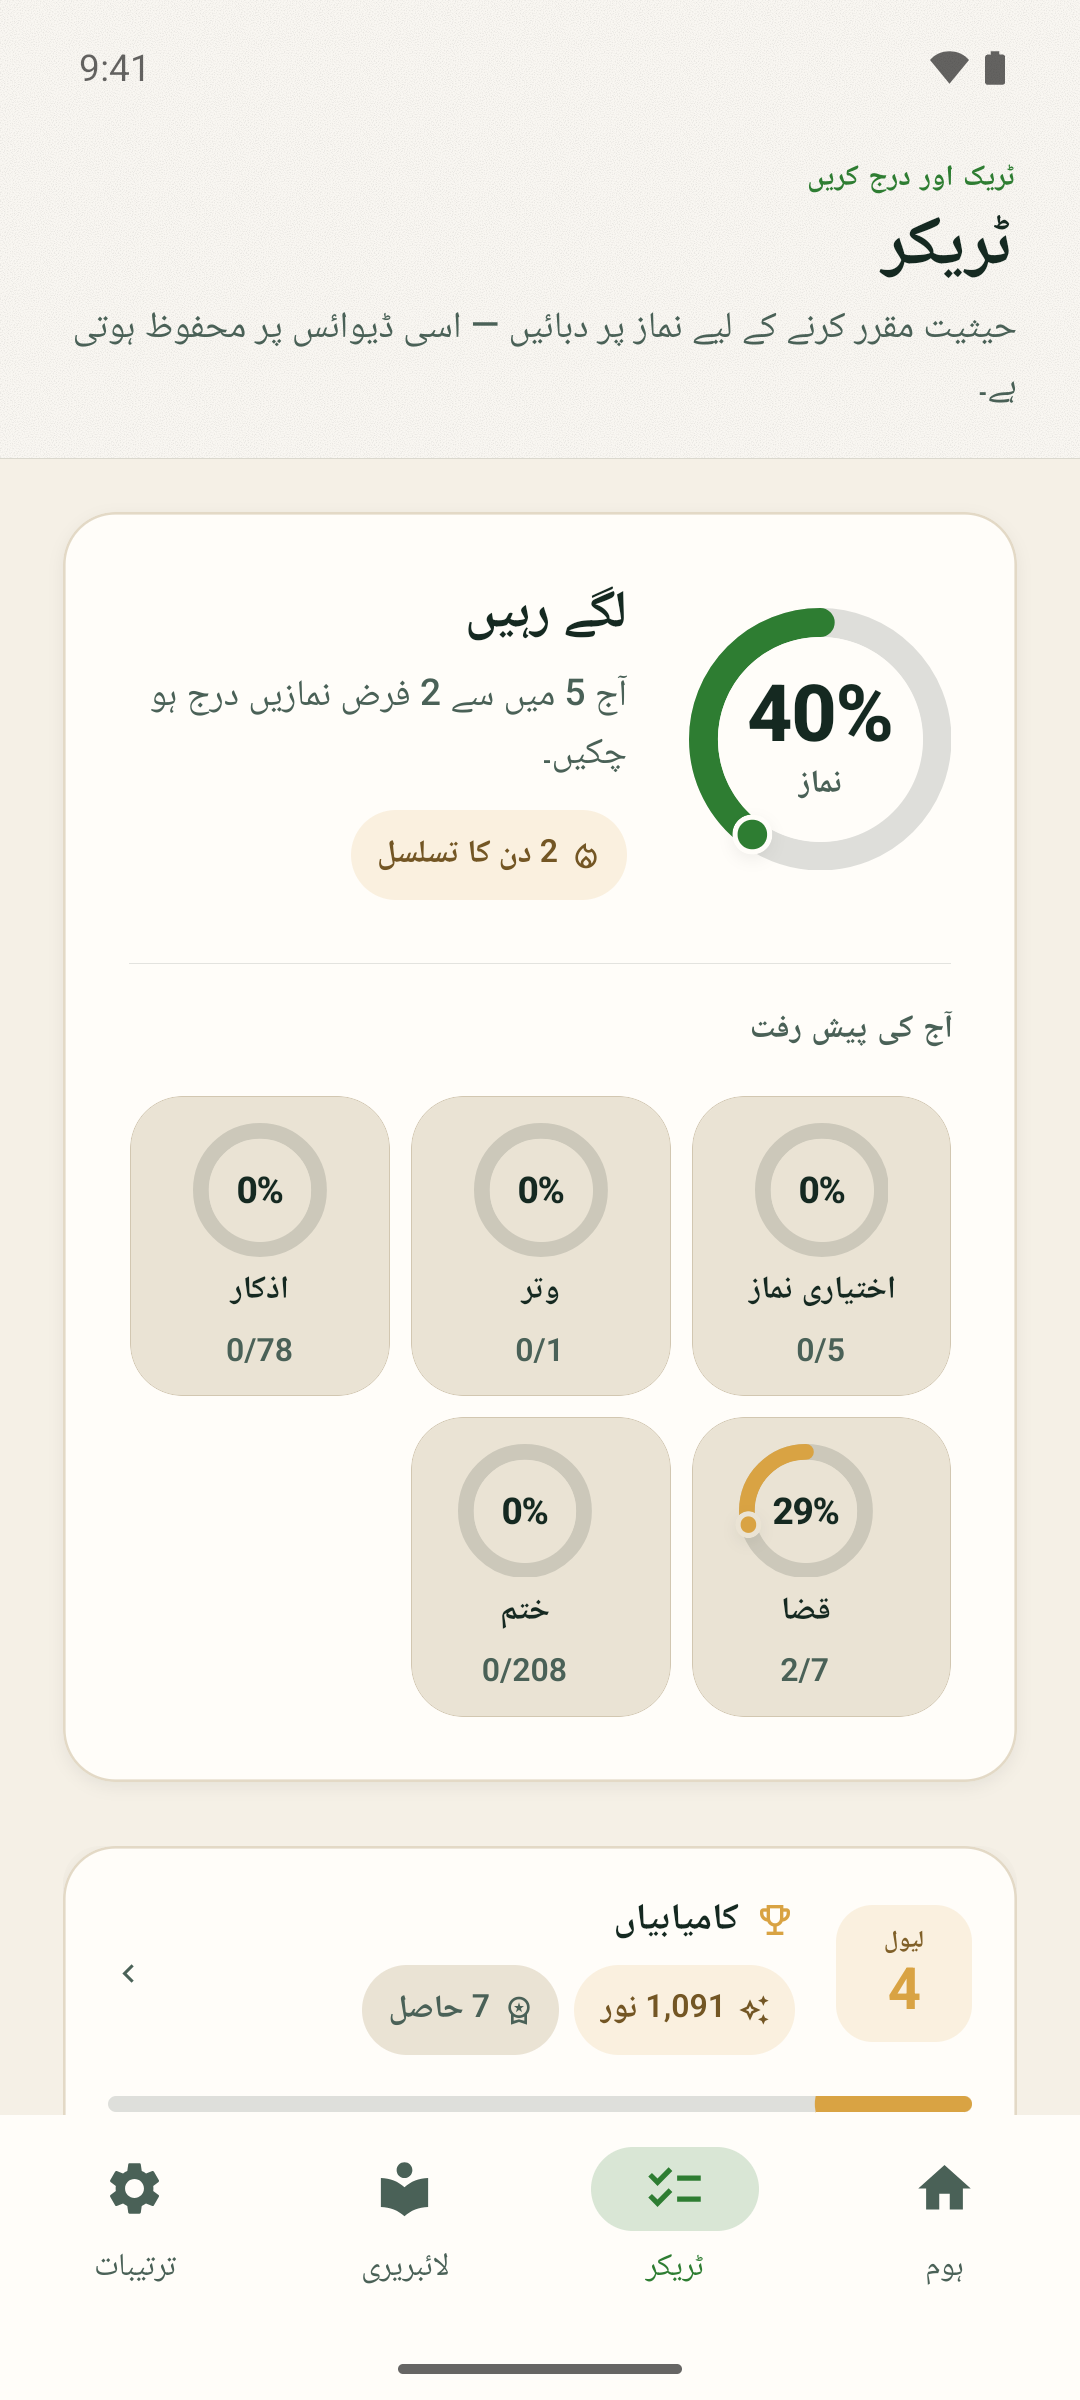 9:41
ٹریک اور درج کریں
ٹریکر
حیثیت مقرر کرنے کے لیے نماز پر دبائیں — اسی ڈیوائس پر محفوظ ہوتی
ہے۔
40%
نماز
لگے رہیں
آج 5 میں سے 2 فرض نمازیں درج ہو
چکیں۔
2 دن کا تسلسل
آج کی پیش رفت
0%
اختیاری نماز
0/5
0%
وتر
0/1
0%
اذکار
0/78
29%
قضا
2/7
0%
ختم
0/208
لیول
4
کامیابیاں
1,091 نور
7 حاصل
ہوم
ٹریکر
لائبریری
ترتیبات